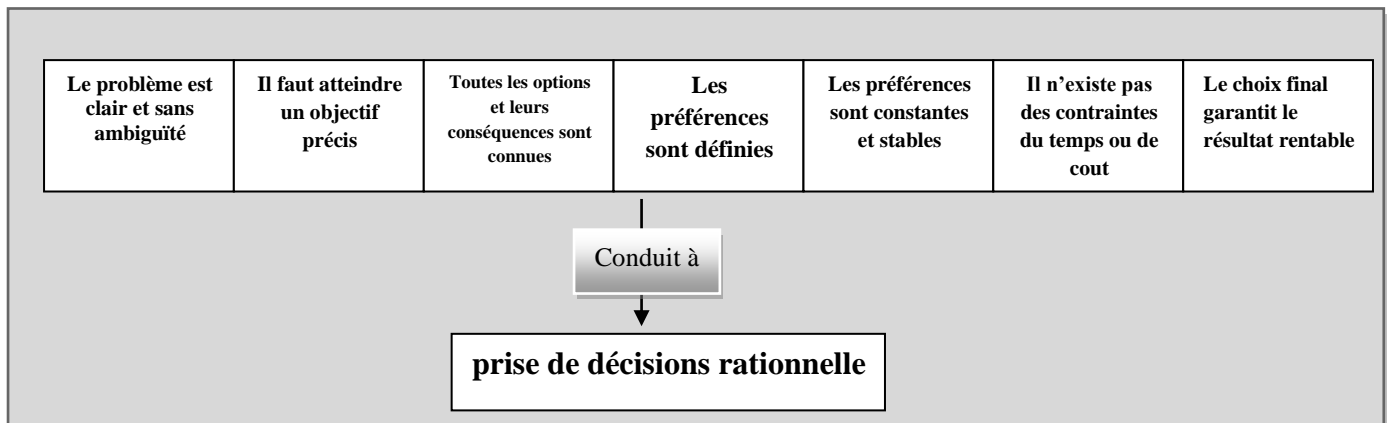 Le problème est
clair et sans
ambiguïté
Il faut atteindre
un objectif
précis
Toutes les options
et leurs
conséquences sont
connues
Les
préférences
sont définies
Les préférences
sont constantes
et stables
Il n’existe pas
des contraintes
du temps ou de
cout
Le choix final
garantit le
résultat rentable
Conduit à
prise de décisions rationnelle